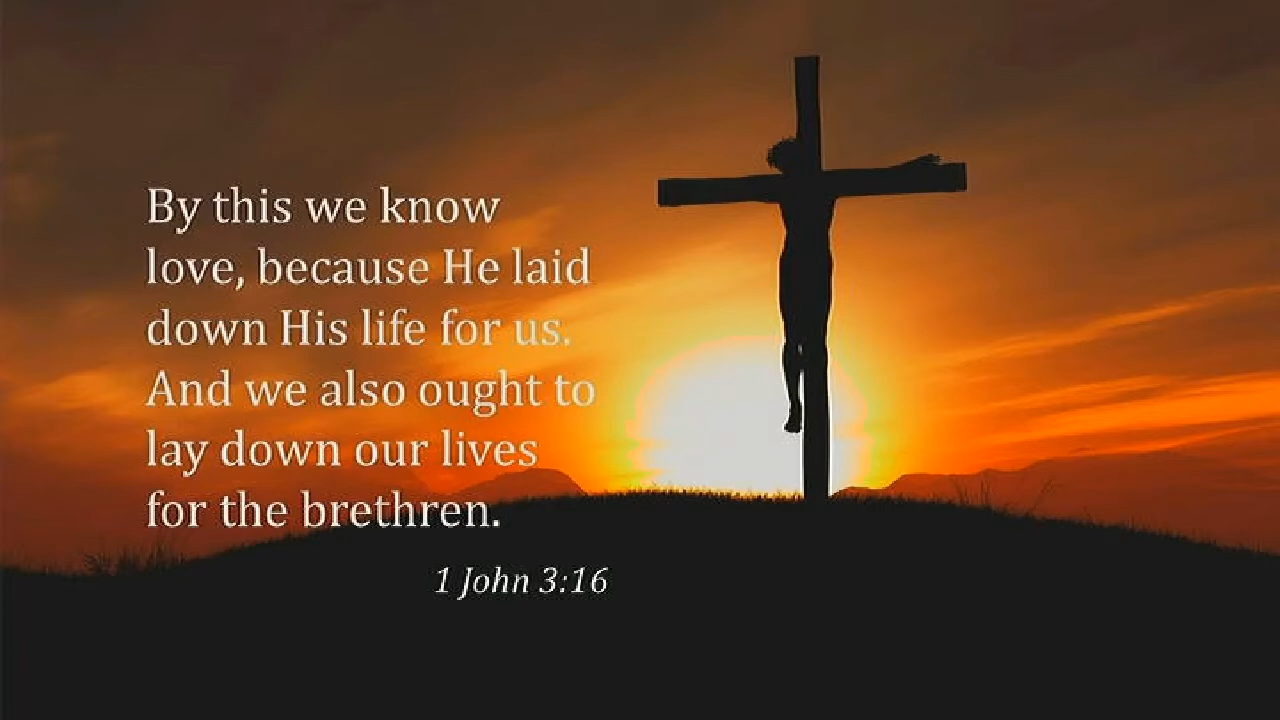 By this we know
love, because He laid
down His life for us.
And we also ought to
lay down our lives
for the brethren.
1 John 3:16